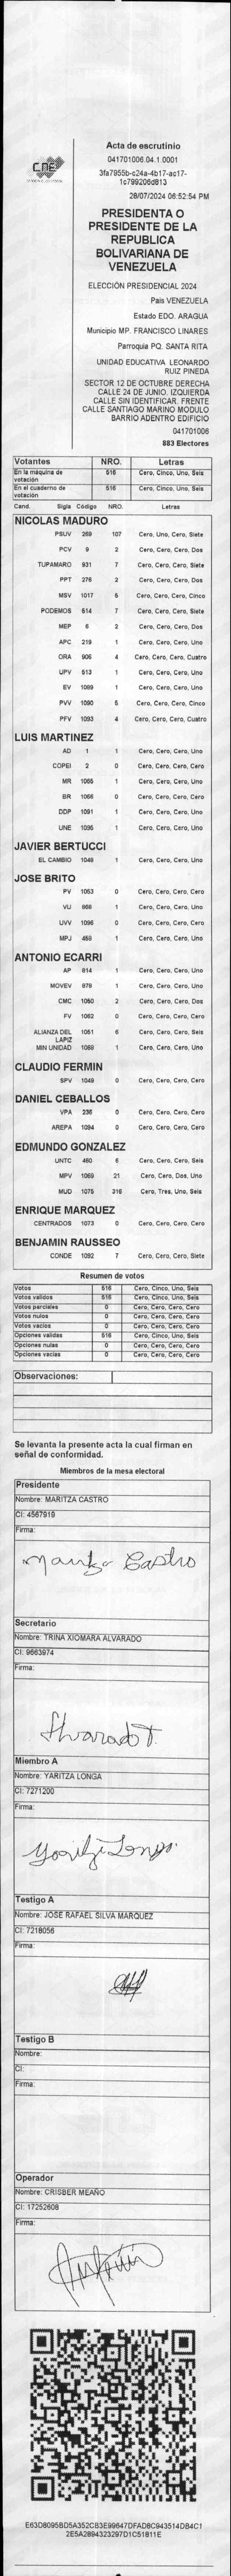 CNE
Acta de escrutinio
041701006.04.1.0001
3fa7955b-c24a-4b17-ac17-
1c799206d813
28/07/2024 06:52:54 PM
PRESIDENTA O
PRESIDENTE DE LA
REPUBLICA
BOLIVARIANA DE
VENEZUELA
ELECCIÓN PRESIDENCIAL 2024
Pais VENEZUELA
Estado EDO. ARAGUA
Municipio MP. FRANCISCO LINARES
Parroquia PQ. SANTA RITA
UNIDAD EDUCATIVA LEONARDO
RUIZ PINEDA
SECTOR 12 DE OCTUBRE DERECHA
CALLE 24 DE JUNIO. IZQUIERDA
CALLE SIN IDENTIFICAR. FRENTE
CALLE SANTIAGO MARINO MODULO
BARRIO ADENTRO EDIFICIO
041701006
883 Electores
Votantes NRO. Letras
En la máquina de votación 516 Cero, Cinco, Uno, Seis
En el cuaderno de votación 516 Cero, Cinco, Uno, Seis
Cand. Sigla Código NRO. Letras
NICOLAS MADURO
PSUV 269 107 Cero, Uno, Cero, Siete
PCV 9 2 Cero, Cero, Cero, Dos
TUPAMARO 931 7 Cero, Cero, Cero, Siete
PPT 276 2 Cero, Cero, Cero, Dos
MSV 1017 5 Cero, Cero, Cero, Cinco
PODEMOS 514 7 Cero, Cero, Cero, Siete
MEP 6 2 Cero, Cero, Cero, Dos
APC 219 1 Cero, Cero, Cero, Uno
ORA 906 4 Cero, Cero, Cero, Cuatro
UPV 513 1 Cero, Cero, Cero, Uno
EV 1089 1 Cero, Cero, Cero, Uno
PVV 1090 5 Cero, Cero, Cero, Cinco
PFV 1093 4 Cero, Cero, Cero, Cuatro
LUIS MARTINEZ
AD 1 1 Cero, Cero, Cero, Uno
COPEI 2 0 Cero, Cero, Cero, Cero
MR 1065 1 Cero, Cero, Cero, Uno
BR 1066 0 Cero, Cero, Cero, Cero
DDP 1091 1 Cero, Cero, Cero, Uno
UNE 1095 1 Cero, Cero, Cero, Uno
JAVIER BERTUCCI
EL CAMBIO 1048 1 Cero, Cero, Cero, Uno
JOSE BRITO
PV 1053 0 Cero, Cero, Cero, Cero
VU 868 1 Cero, Cero, Cero, Uno
UVV 1096 0 Cero, Cero, Cero, Cero
MPJ 459 1 Cero, Cero, Cero, Uno
ANTONIO ECARRI
AP 814 1 Cero, Cero, Cero, Uno
MOVEV 879 1 Cero, Cero, Cero, Uno
CMC 1050 2 Cero, Cero, Cero, Dos
FV 1062 0 Cero, Cero, Cero, Cero
ALIANZA DEL LAPIZ 1051 6 Cero, Cero, Cero, Seis
MIN UNIDAD 1058 1 Cero, Cero, Cero, Uno
CLAUDIO FERMIN
SPV 1049 0 Cero, Cero, Cero, Cero
DANIEL CEBALLOS
VPA 236 0 Cero, Cero, Cero, Cero
AREPA 1094 0 Cero, Cero, Cero, Cero
EDMUNDO GONZALEZ
UNTC 460 6 Cero, Cero, Cero, Seis
MPV 1069 21 Cero, Cero, Dos, Uno
MUD 1075 316 Cero, Tres, Uno, Seis
ENRIQUE MARQUEZ
CENTRADOS 1073 0 Cero, Cero, Cero, Cero
BENJAMIN RAUSSEO
CONDE 1092 7 Cero, Cero, Cero, Siete
Resumen de votos
Votos 516 Cero, Cinco, Uno, Seis
Votos validos 516 Cero, Cinco, Uno, Seis
Votos parciales 0 Cero, Cero, Cero, Cero
Votos nulos 0 Cero, Cero, Cero, Cero
Votos vacios 0 Cero, Cero, Cero, Cero
Opciones validas 516 Cero, Cinco, Uno, Seis
Opciones nulas 0 Cero, Cero, Cero, Cero
Opciones vacias 0 Cero, Cero, Cero, Cero
Observaciones:
Se levanta la presente acta la cual firman en
señal de conformidad.
Miembros de la mesa electoral
Presidente
Nombre: MARITZA CASTRO
CI: 4567919
Firma:
Maritza Castro
Secretario
Nombre: TRINA XIOMARA ALVARADO
CI: 9663974
Firma:
Alvarado T.
Miembro A
Nombre: YARITZA LONGA
CI: 7271200
Firma:
Yaritza Longa.
Testigo A
Nombre: JOSE RAFAEL SILVA MARQUEZ
CI: 7218056
Firma:
Testigo B
Nombre:
CI:
Firma:
Operador
Nombre: CRISBER MEAÑO
CI: 17252608
Firma:
E63D8095BD5A352CB3E99647DFAD8C943514DB4C1
2E5A2894323297D1C51811E